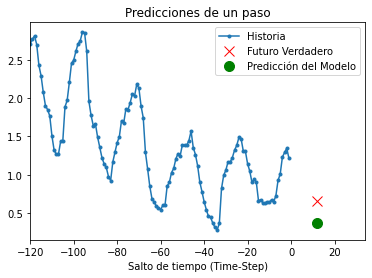 Predicciones de un paso
Historia
Futuro Verdadero
Predicción del Modelo
2.5
2.0
1.5
1.0
0.5
−120 −100 −80 −60 −40 −20 0 20
Salto de tiempo (Time-Step)